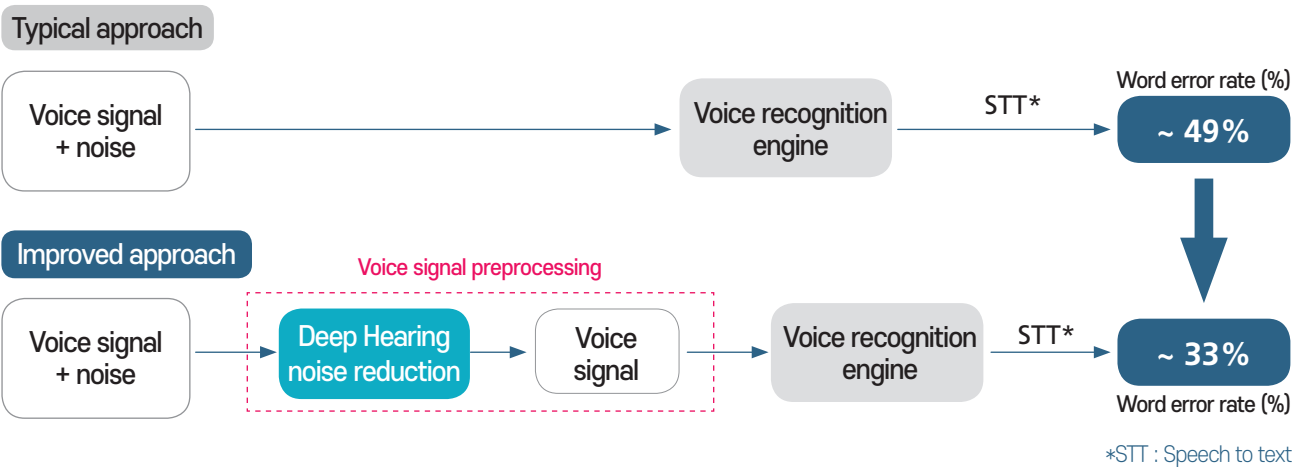 Typical approach
Voice signal
+ noise
Voice recognition
engine
STT*
Word error rate (%)
~ 49%
Improved approach
Voice signal preprocessing
Voice signal
+ noise
Deep Hearing
noise reduction
Voice
signal
Voice recognition
engine
STT*
~ 33%
Word error rate (%)
*STT : Speech to text